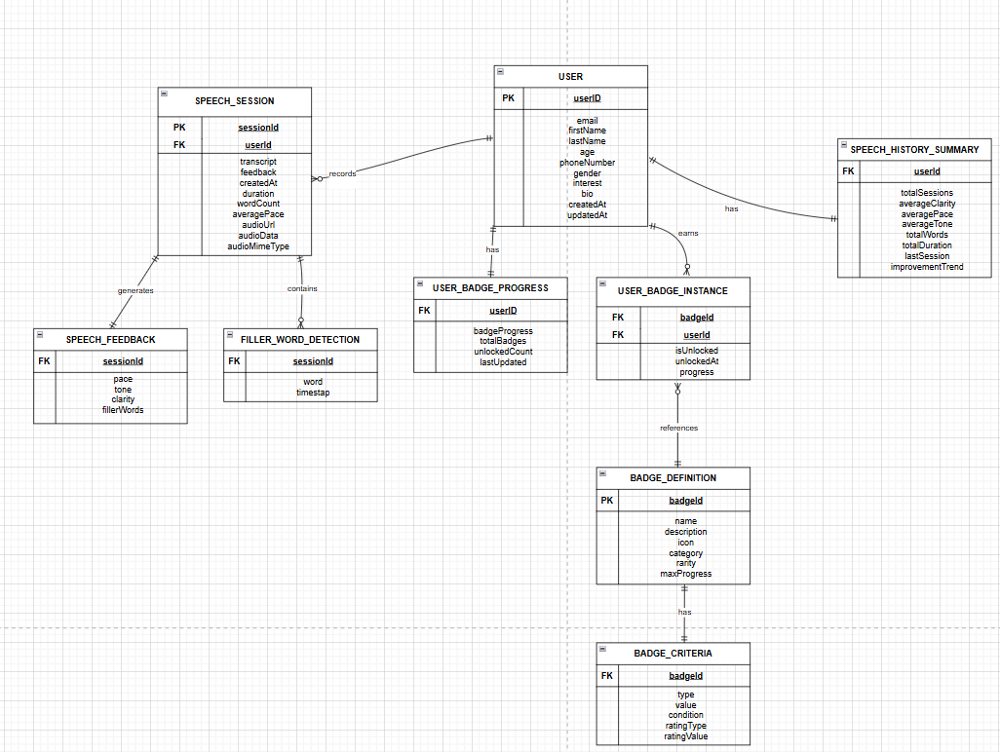 USER
PK userID
email
firstName
lastName
age
phoneNumber
gender
interest
bio
createdAt
updatedAt
SPEECH_SESSION
PK sessionId
FK userId
transcript
feedback
createdAt
duration
wordCount
averagePace
audioUrl
audioData
audioMimeType
records
SPEECH_HISTORY_SUMMARY
FK userId
totalSessions
averageClarity
averagePace
averageTone
totalWords
totalDuration
lastSession
improvementTrend
has
earns
has
generates
contains
USER_BADGE_PROGRESS
FK userID
badgeProgress
totalBadges
unlockedCount
lastUpdated
USER_BADGE_INSTANCE
FK badgeId
FK userId
isUnlocked
unlockedAt
progress
SPEECH_FEEDBACK
FK sessionId
pace
tone
clarity
fillerWords
FILLER_WORD_DETECTION
FK sessionId
word
timestap
references
BADGE_DEFINITION
PK badgeId
name
description
icon
category
rarity
maxProgress
has
BADGE_CRITERIA
FK badgeId
type
value
condition
ratingType
ratingValue